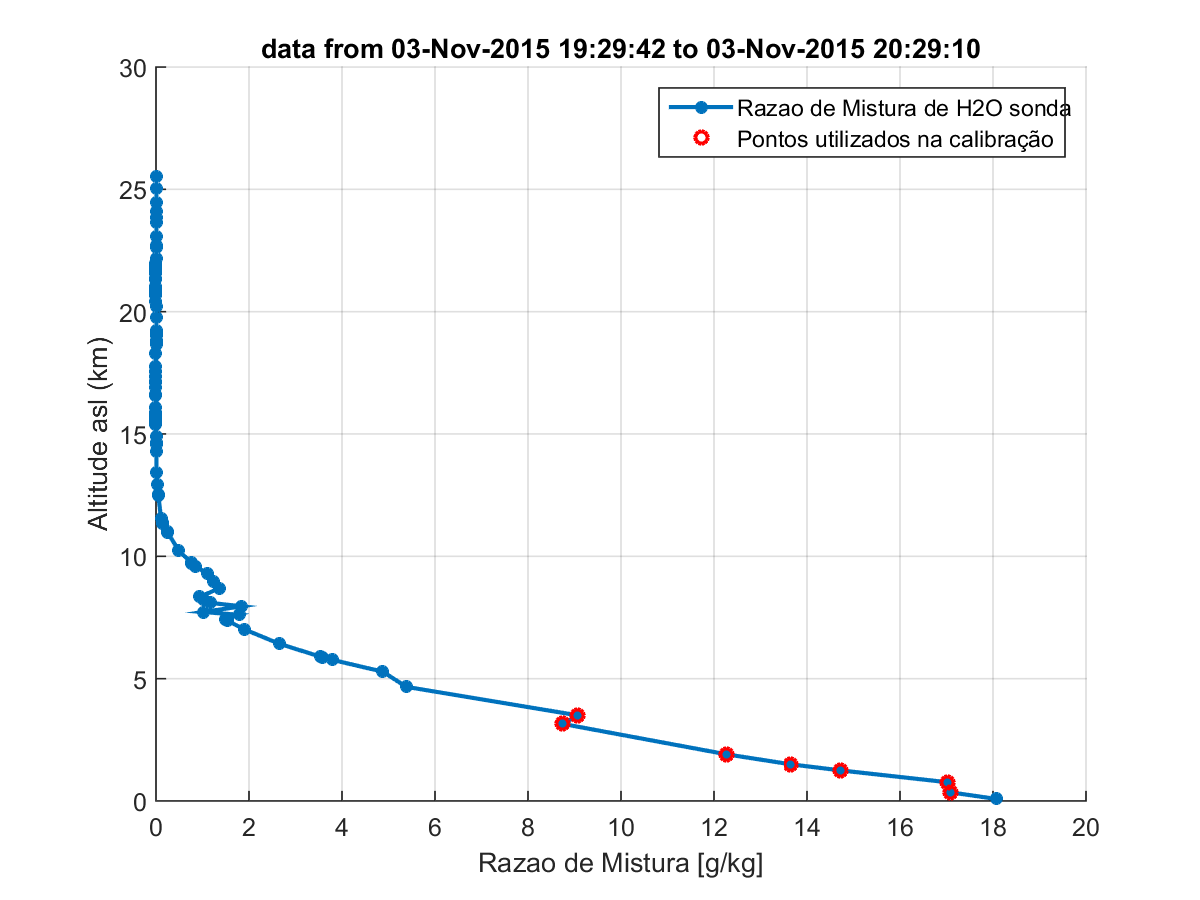 data from 03-Nov-2015 19:29:42 to 03-Nov-2015 20:29:10
Razao de Mistura de H2O sonda
Pontos utilizados na calibração
30
25
20
15
10
5
0
Altitude asl (km)
0 2 4 6 8 10 12 14 16 18 20
Razao de Mistura [g/kg]